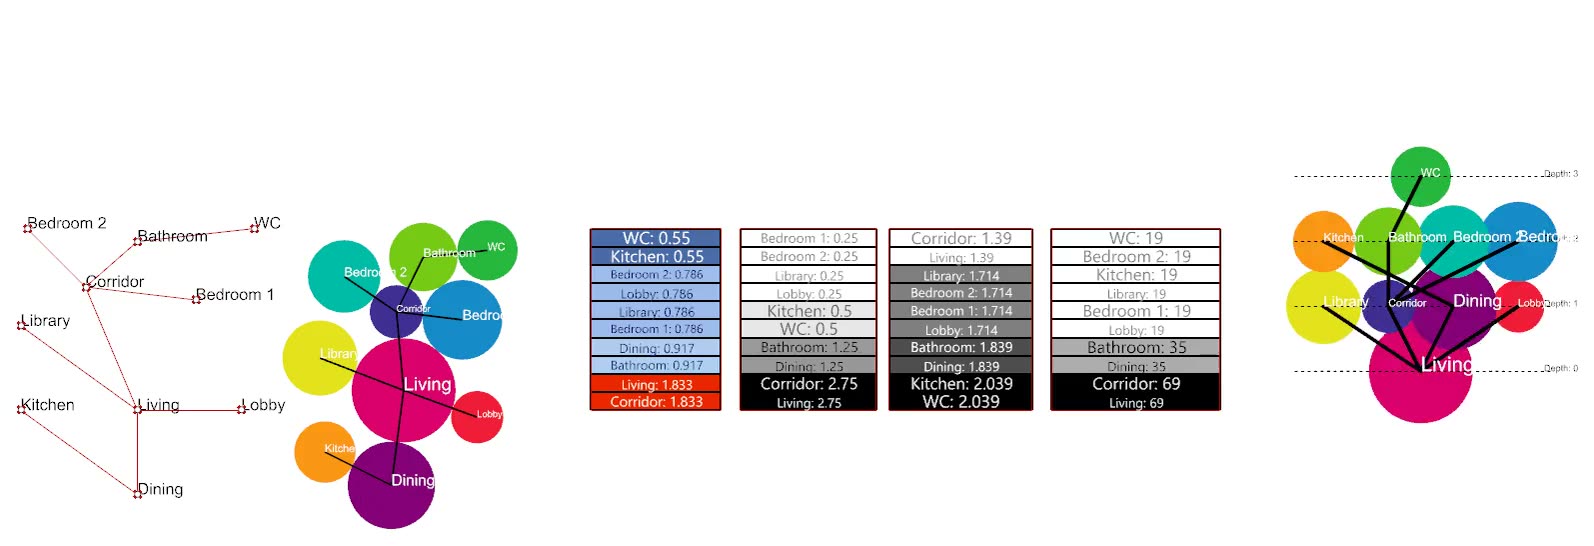 Bedroom 2
Bathroom
WC
Corridor
Bedroom 1
Library
Kitchen
Living
Lobby
Dining
Bathroom
WC
Bedroom 2
Corridor
Bedroo
Library
Living
Lobby
Kitche
Dining
WC: 0.55
Kitchen: 0.55
Bedroom 2: 0.786
Lobby: 0.786
Library: 0.786
Bedroom 1: 0.786
Dining: 0.917
Bathroom: 0.917
Living: 1.833
Corridor: 1.833
Bedroom 1: 0.25
Bedroom 2: 0.25
Library: 0.25
Lobby: 0.25
Kitchen: 0.5
WC: 0.5
Bathroom: 1.25
Dining: 1.25
Corridor: 2.75
Living: 2.75
Corridor: 1.39
Living: 1.39
Library: 1.714
Bedroom 2: 1.714
Bedroom 1: 1.714
Lobby: 1.714
Bathroom: 1.839
Dining: 1.839
Kitchen: 2.039
WC: 2.039
WC: 19
Bedroom 2: 19
Kitchen: 19
Library: 19
Bedroom 1: 19
Lobby: 19
Bathroom: 35
Dining: 35
Corridor: 69
Living: 69
WC
Depth: 3
Kitchen
Bathroom
Bedroom 2
Bedro
Library
Corridor
Dining
Lobby
Depth: 1
Living
Depth: 0